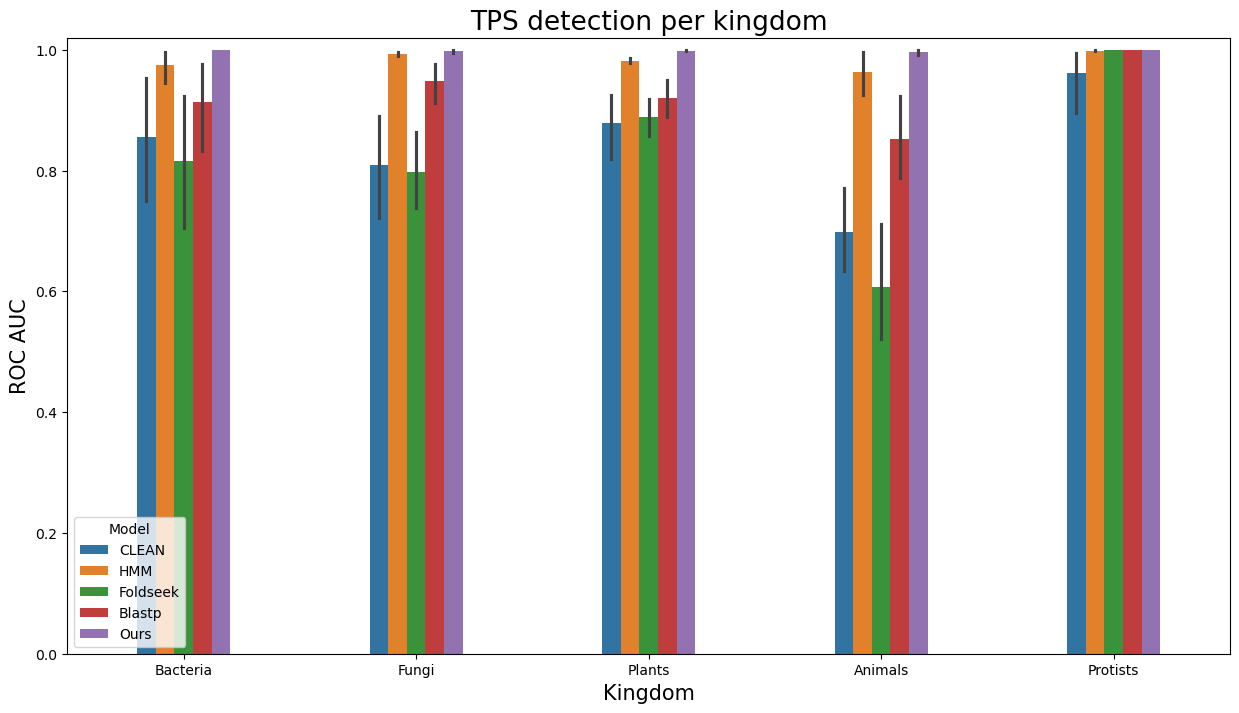 TPS detection per kingdom
ROC AUC
1.0
0.8
0.6
0.4
0.2
0.0
Model
CLEAN
HMM
Foldseek
Blastp
Ours
Bacteria
Fungi
Plants
Animals
Protists
Kingdom